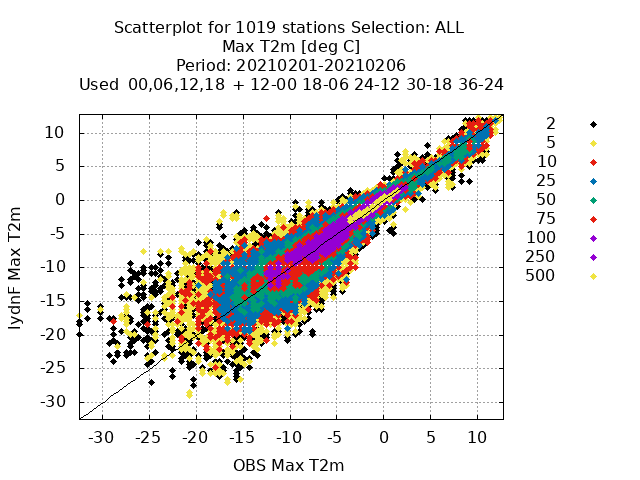 Scatterplot for 1019 stations Selection: ALL
Max T2m [deg C]
Period: 20210201-20210206
Used 00,06,12,18 + 12-00 18-06 24-12 30-18 36-24
10
5
0
-5
-10
-15
-20
-25
-30
IydnF Max T2m
-30 -25 -20 -15 -10 -5 0 5 10
OBS Max T2m
2
5
10
25
50
75
100
250
500